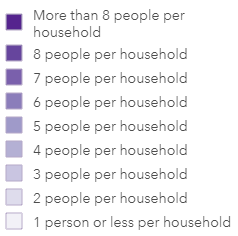 More than 8 people per
household
8 people per household
7 people per household
6 people per household
5 people per household
4 people per household
3 people per household
2 people per household
1 person or less per household